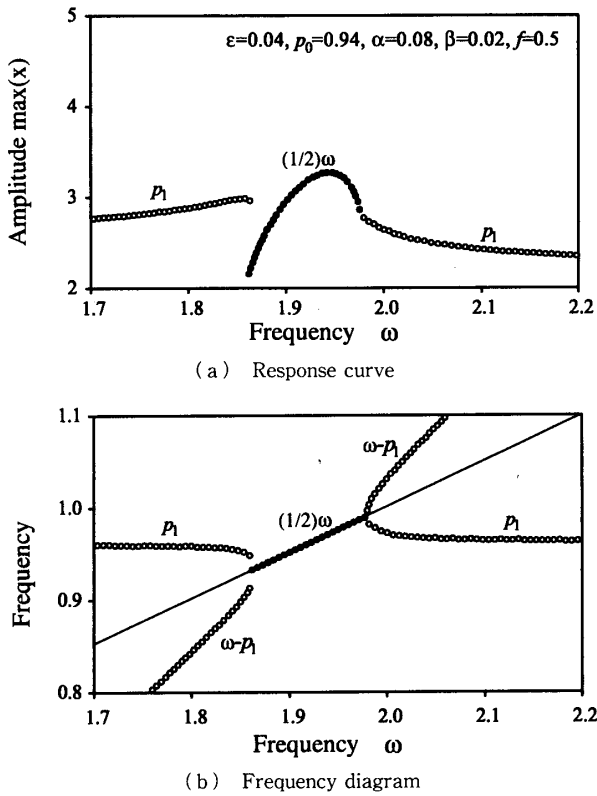 ε=0.04, p₀=0.94, α=0.08, β=0.02, f=0.5
Amplitude max(x)
5
4
3
2
p₁
(1/2)ω
p₁
1.7 1.8 1.9 2.0 2.1 2.2
Frequency ω
(a) Response curve
Frequency
1.1
1.0
0.9
0.8
ω-p₁
p₁
(1/2)ω
p₁
ω-p₁
1.7 1.8 1.9 2.0 2.1 2.2
Frequency ω
(b) Frequency diagram